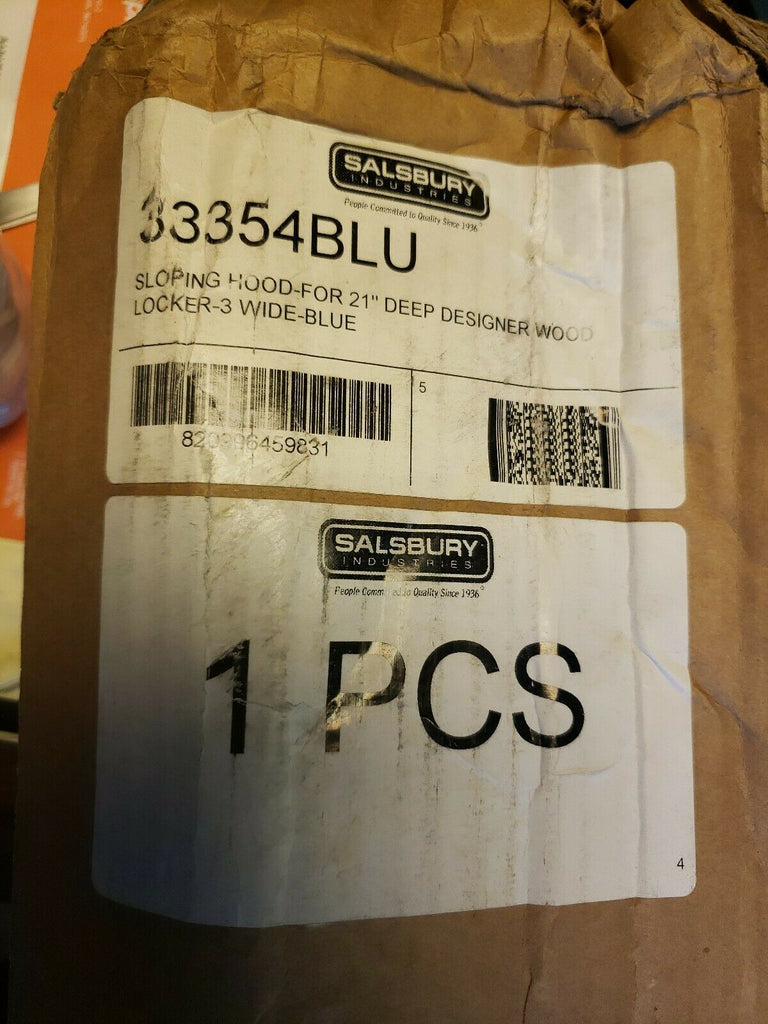 SALSBURY
INDUSTRIES
People Committed to Quality Since 1936
33354BLU
SLOPING HOOD-FOR 21" DEEP DESIGNER WOOD
LOCKER-3 WIDE-BLUE
5
820996459831
SALSBURY
INDUSTRIES
People Committed to Quality Since 1936
1 PCS
4